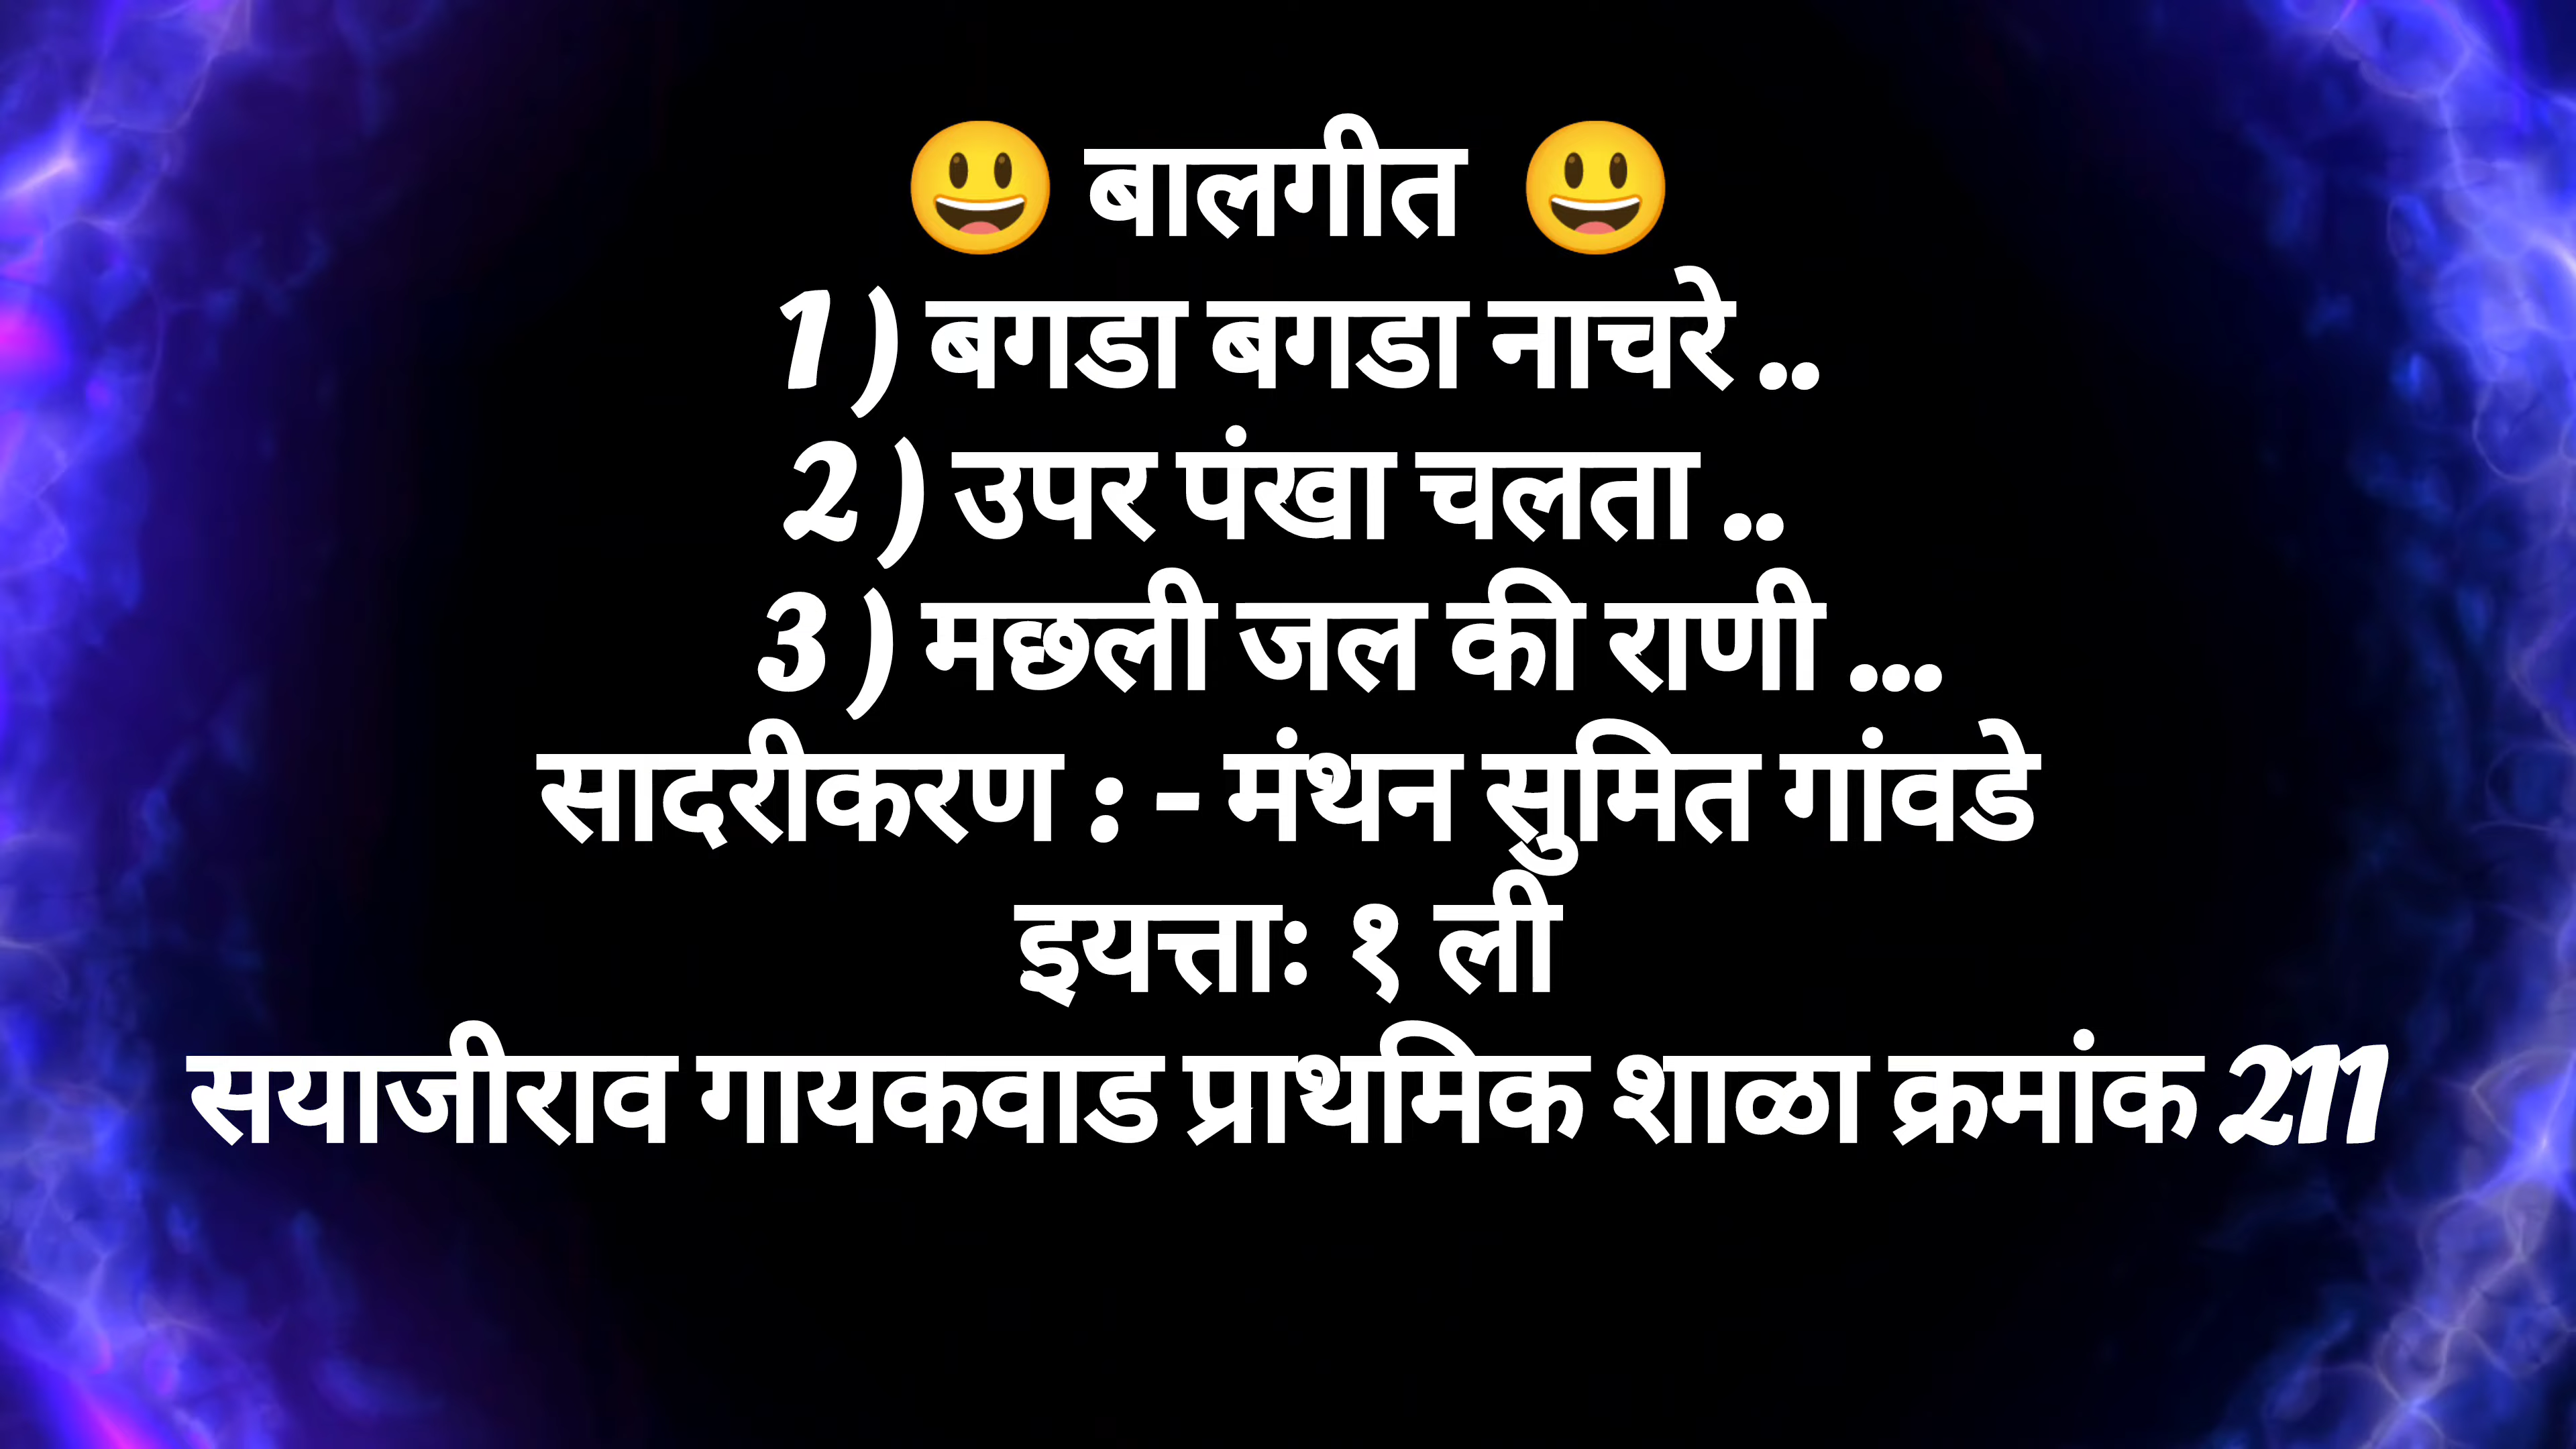 😃 बालगीत 😃
1 ) बगडा बगडा नाचरे ..
2 ) उपर पंखा चलता ..
3 ) मछली जल की राणी ...
सादरीकरण : - मंथन सुमित गांवडे
इयत्ताः १ ली
सयाजीराव गायकवाड प्राथमिक शाळा क्रमांक 211